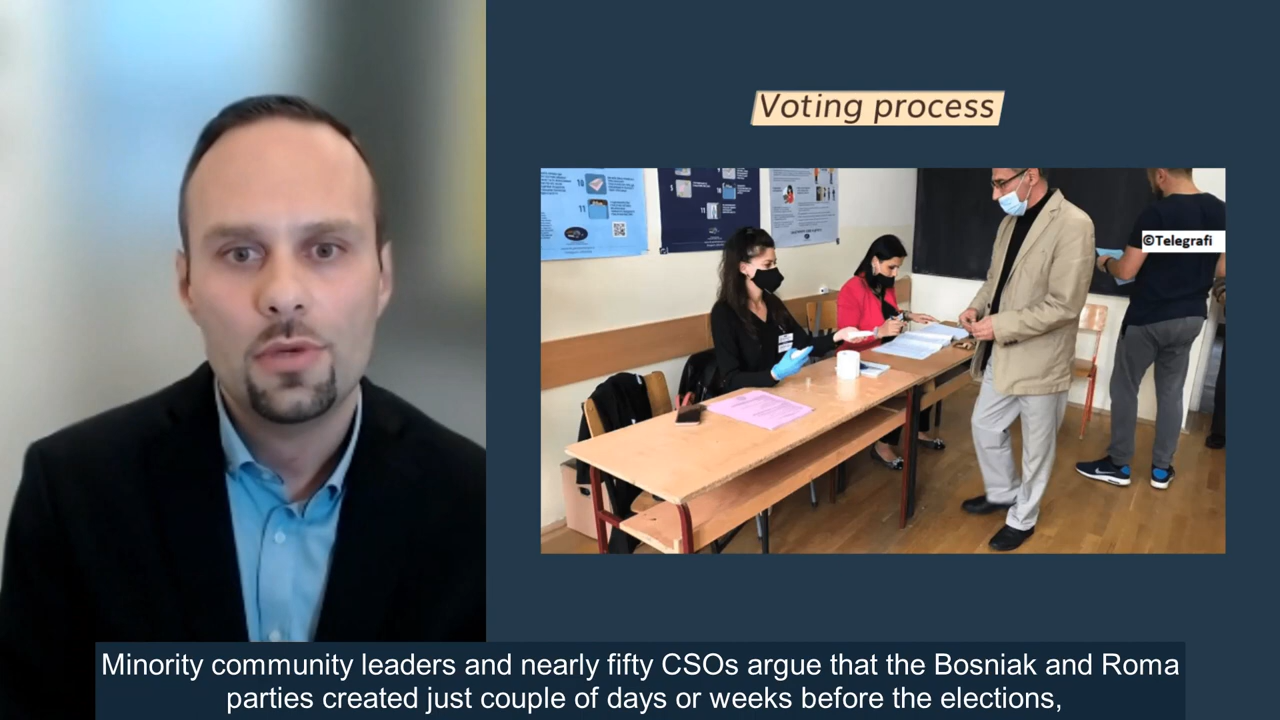 Voting process
©Telegrafi
Minority community leaders and nearly fifty CSOs argue that the Bosniak and Roma
parties created just couple of days or weeks before the elections,